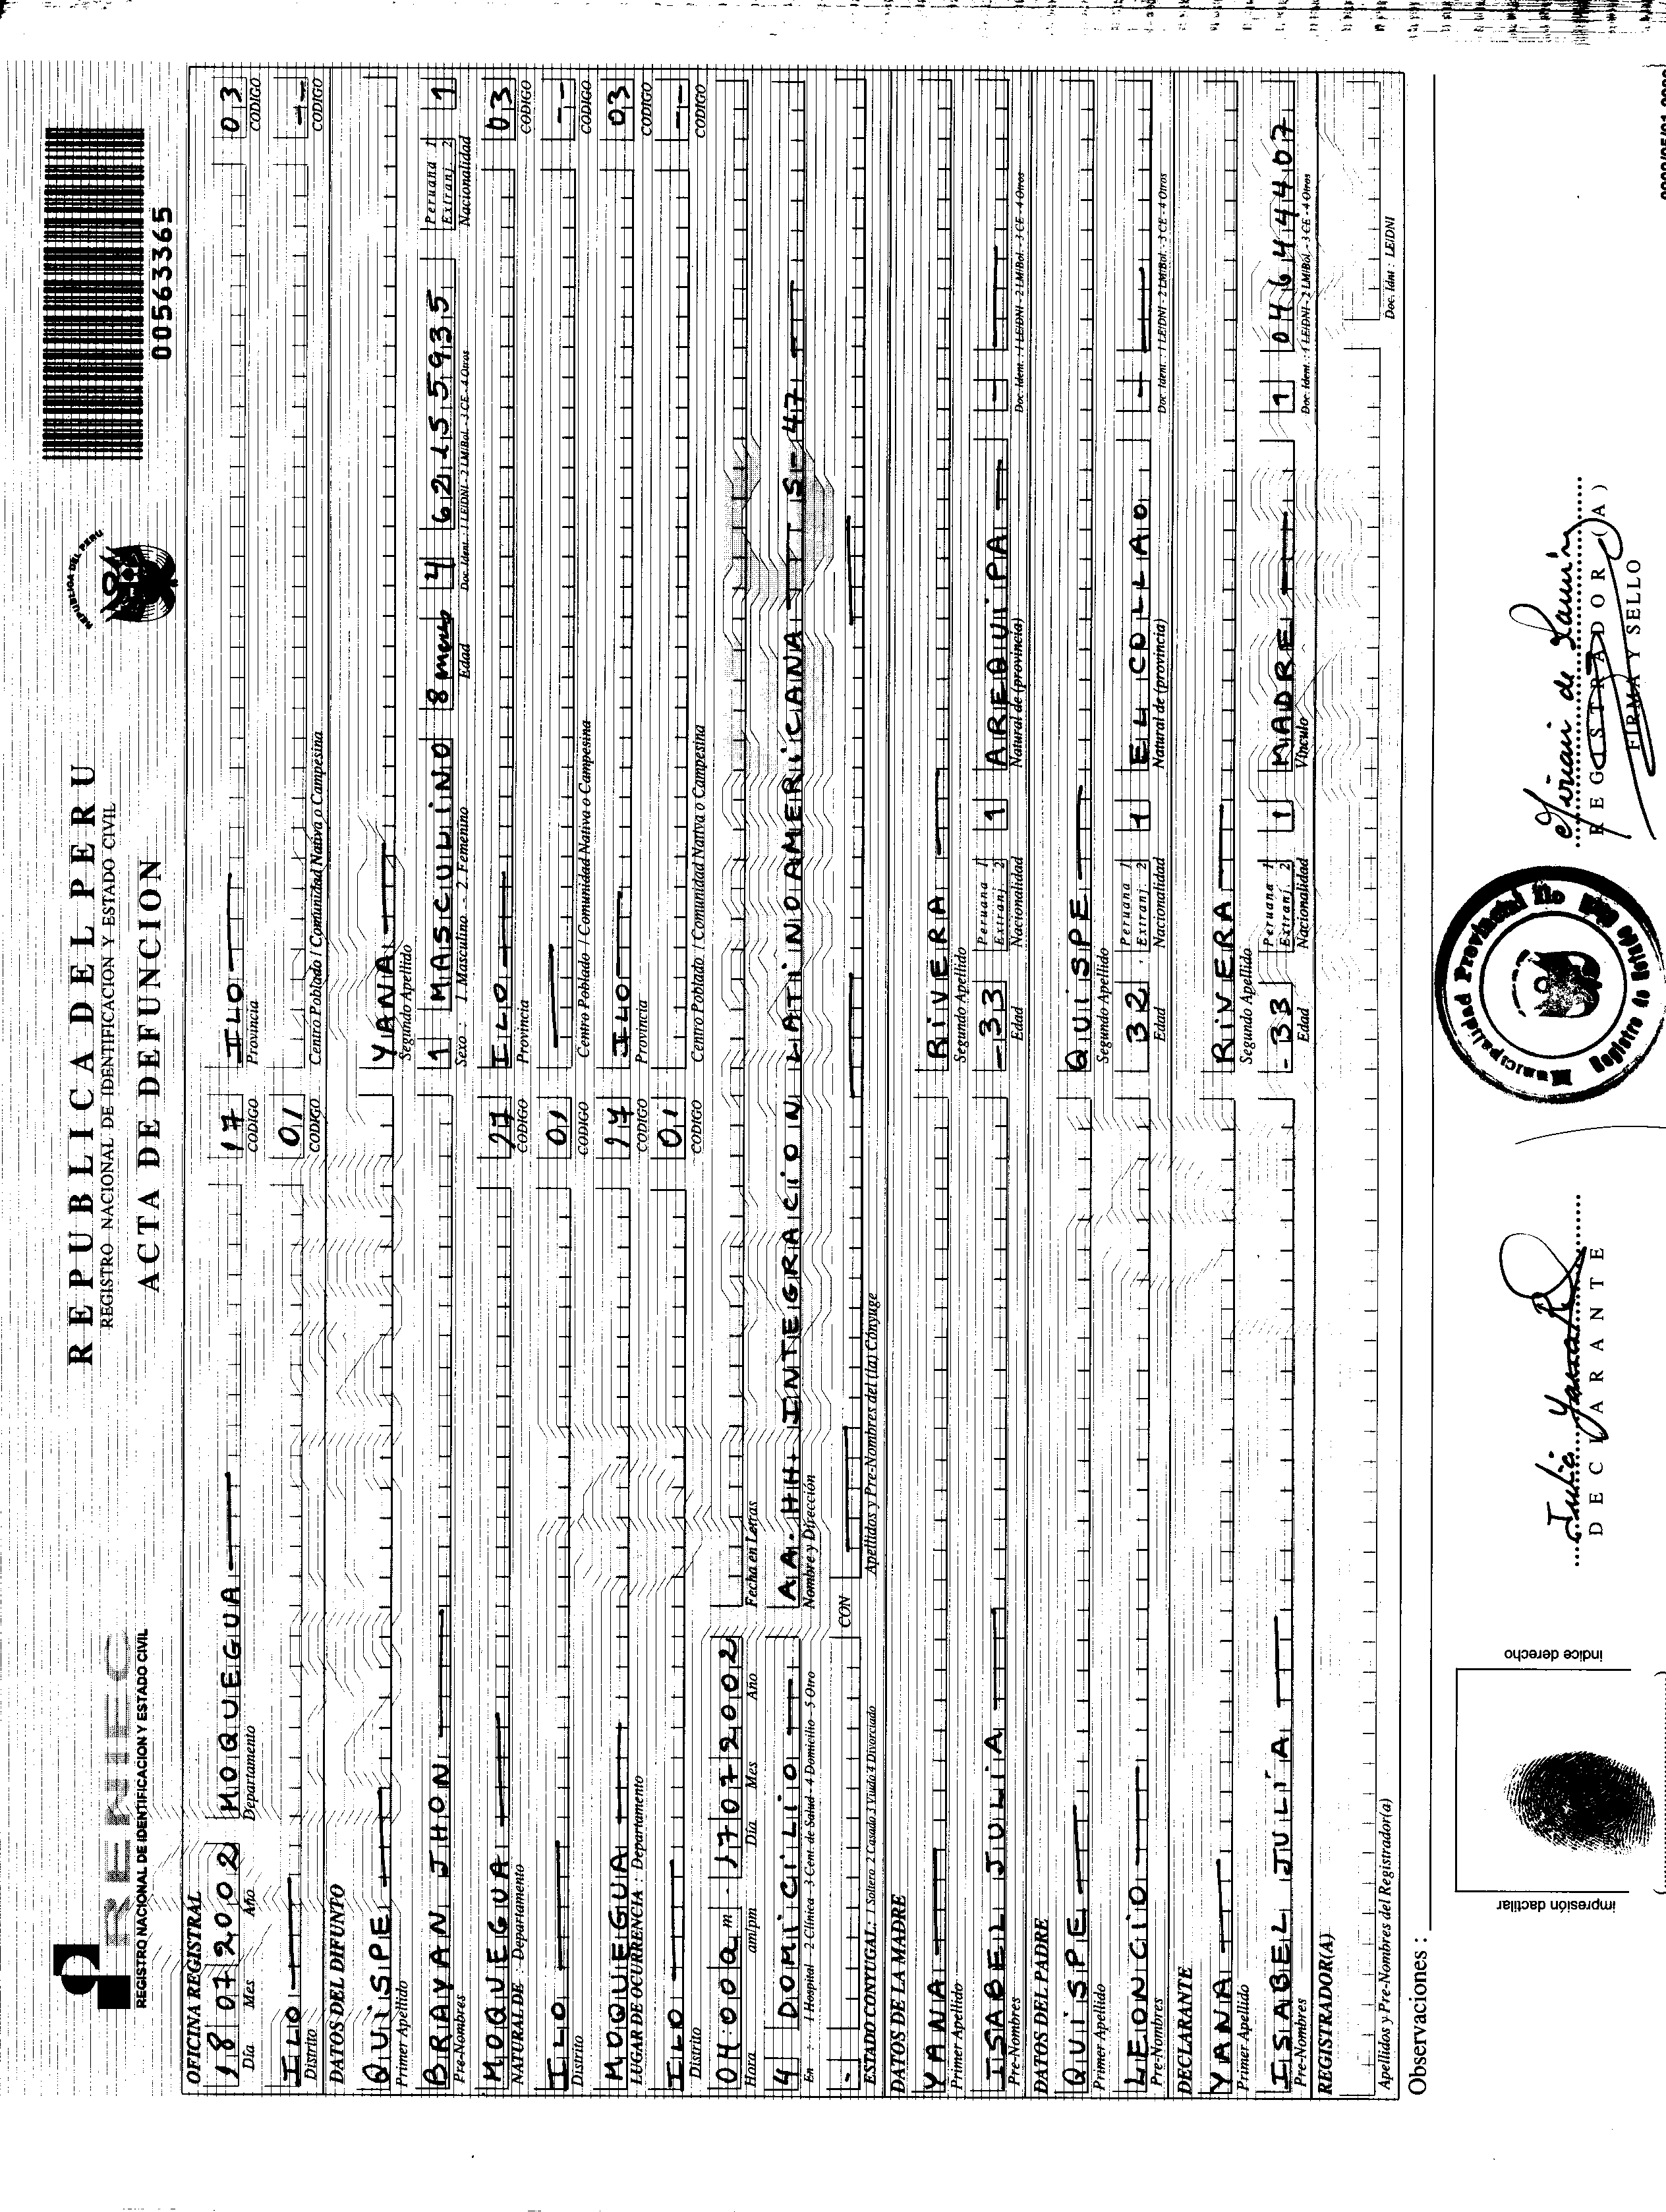 RENIEC
REGISTRO NACIONAL DE IDENTIFICACION Y ESTADO CIVIL
REPUBLICA DEL PERU
REGISTRO NACIONAL DE IDENTIFICACION Y ESTADO CIVIL
ACTA DE DEFUNCION
REPUBLICA DEL PERU
00563365
OFICINA REGISTRAL
18 07 2002 MOQUEGUA 17 ILO 03
Día Mes Año Departamento CODIGO Provincia CODIGO
ILO 01 --
Distrito CODIGO Centro Poblado / Comunidad Nativa o Campesina CODIGO
DATOS DEL DIFUNTO
QUISPE YANA
Primer Apellido Segundo Apellido
BRAYAN JHON 1 MASCULINO 8 meses 4 62155935 Peruana 1 Extranj. 2 1
Pre-Nombres Sexo : 1 Masculino - 2 Femenino Edad Doc. Ident. : 1 LE/DNI - 2 LM/Bol. - 3 CE - 4 Otros Nacionalidad
MOQUEGUA 17 ILO 03
NATURAL DE : Departamento CODIGO Provincia CODIGO
ILO 01 --
Distrito CODIGO Centro Poblado / Comunidad Nativa o Campesina CODIGO
MOQUEGUA 17 ILO 03
LUGAR DE OCURRENCIA : Departamento CODIGO Provincia CODIGO
ILO 01 --
Distrito CODIGO Centro Poblado / Comunidad Nativa o Campesina CODIGO
04:00 a.m. 17 07 2002
Hora am/pm Día Mes Año Fecha en Letras
4 DOMICILIO AA.HH. INTEGRACION LATINOAMERICANA S-47
En : 1 Hospital - 2 Clínica - 3 Cent. de Salud - 4 Domicilio - 5 Otro Nombre y Dirección
- CON
ESTADO CONYUGAL: 1 Soltero 2 Casado 3 Viudo 4 Divorciado Apellidos y Pre-Nombres del (la) Cónyuge
DATOS DE LA MADRE
YANA RIVERA
Primer Apellido Segundo Apellido
ISABEL JULIA 33 Peruana 1 Extranj. 2 1 AREQUIPA -
Pre-Nombres Edad Nacionalidad Natural de (provincia) Doc. Ident. : 1 LE/DNI - 2 LM/Bol. - 3 CE - 4 Otros
DATOS DEL PADRE
QUISPE QUISPE
Primer Apellido Segundo Apellido
LEONCIO 32 Peruana 1 Extranj. 2 1 EL COLLAO -
Pre-Nombres Edad Nacionalidad Natural de (provincia) Doc. Ident. : 1 LE/DNI - 2 LM/Bol. - 3 CE - 4 Otros
DECLARANTE
YANA RIVERA
Primer Apellido Segundo Apellido
ISABEL JULIA 33 Peruana 1 Extranj. 2 1 MADRE 1 04644407
Pre-Nombres Edad Nacionalidad Vínculo Doc. Ident. : 1 LE/DNI - 2 LM/Bol. - 3 CE - 4 Otros
REGISTRADOR(A)
Apellidos y Pre-Nombres del Registrador(a) Doc. Idnt : LE/DNI
Observaciones :
impresión dactilar
índice derecho
DECLARANTE
Municipalidad Provincial Ilo
Registro de Estado Civil
REGISTRADOR(A)
FIRMA Y SELLO